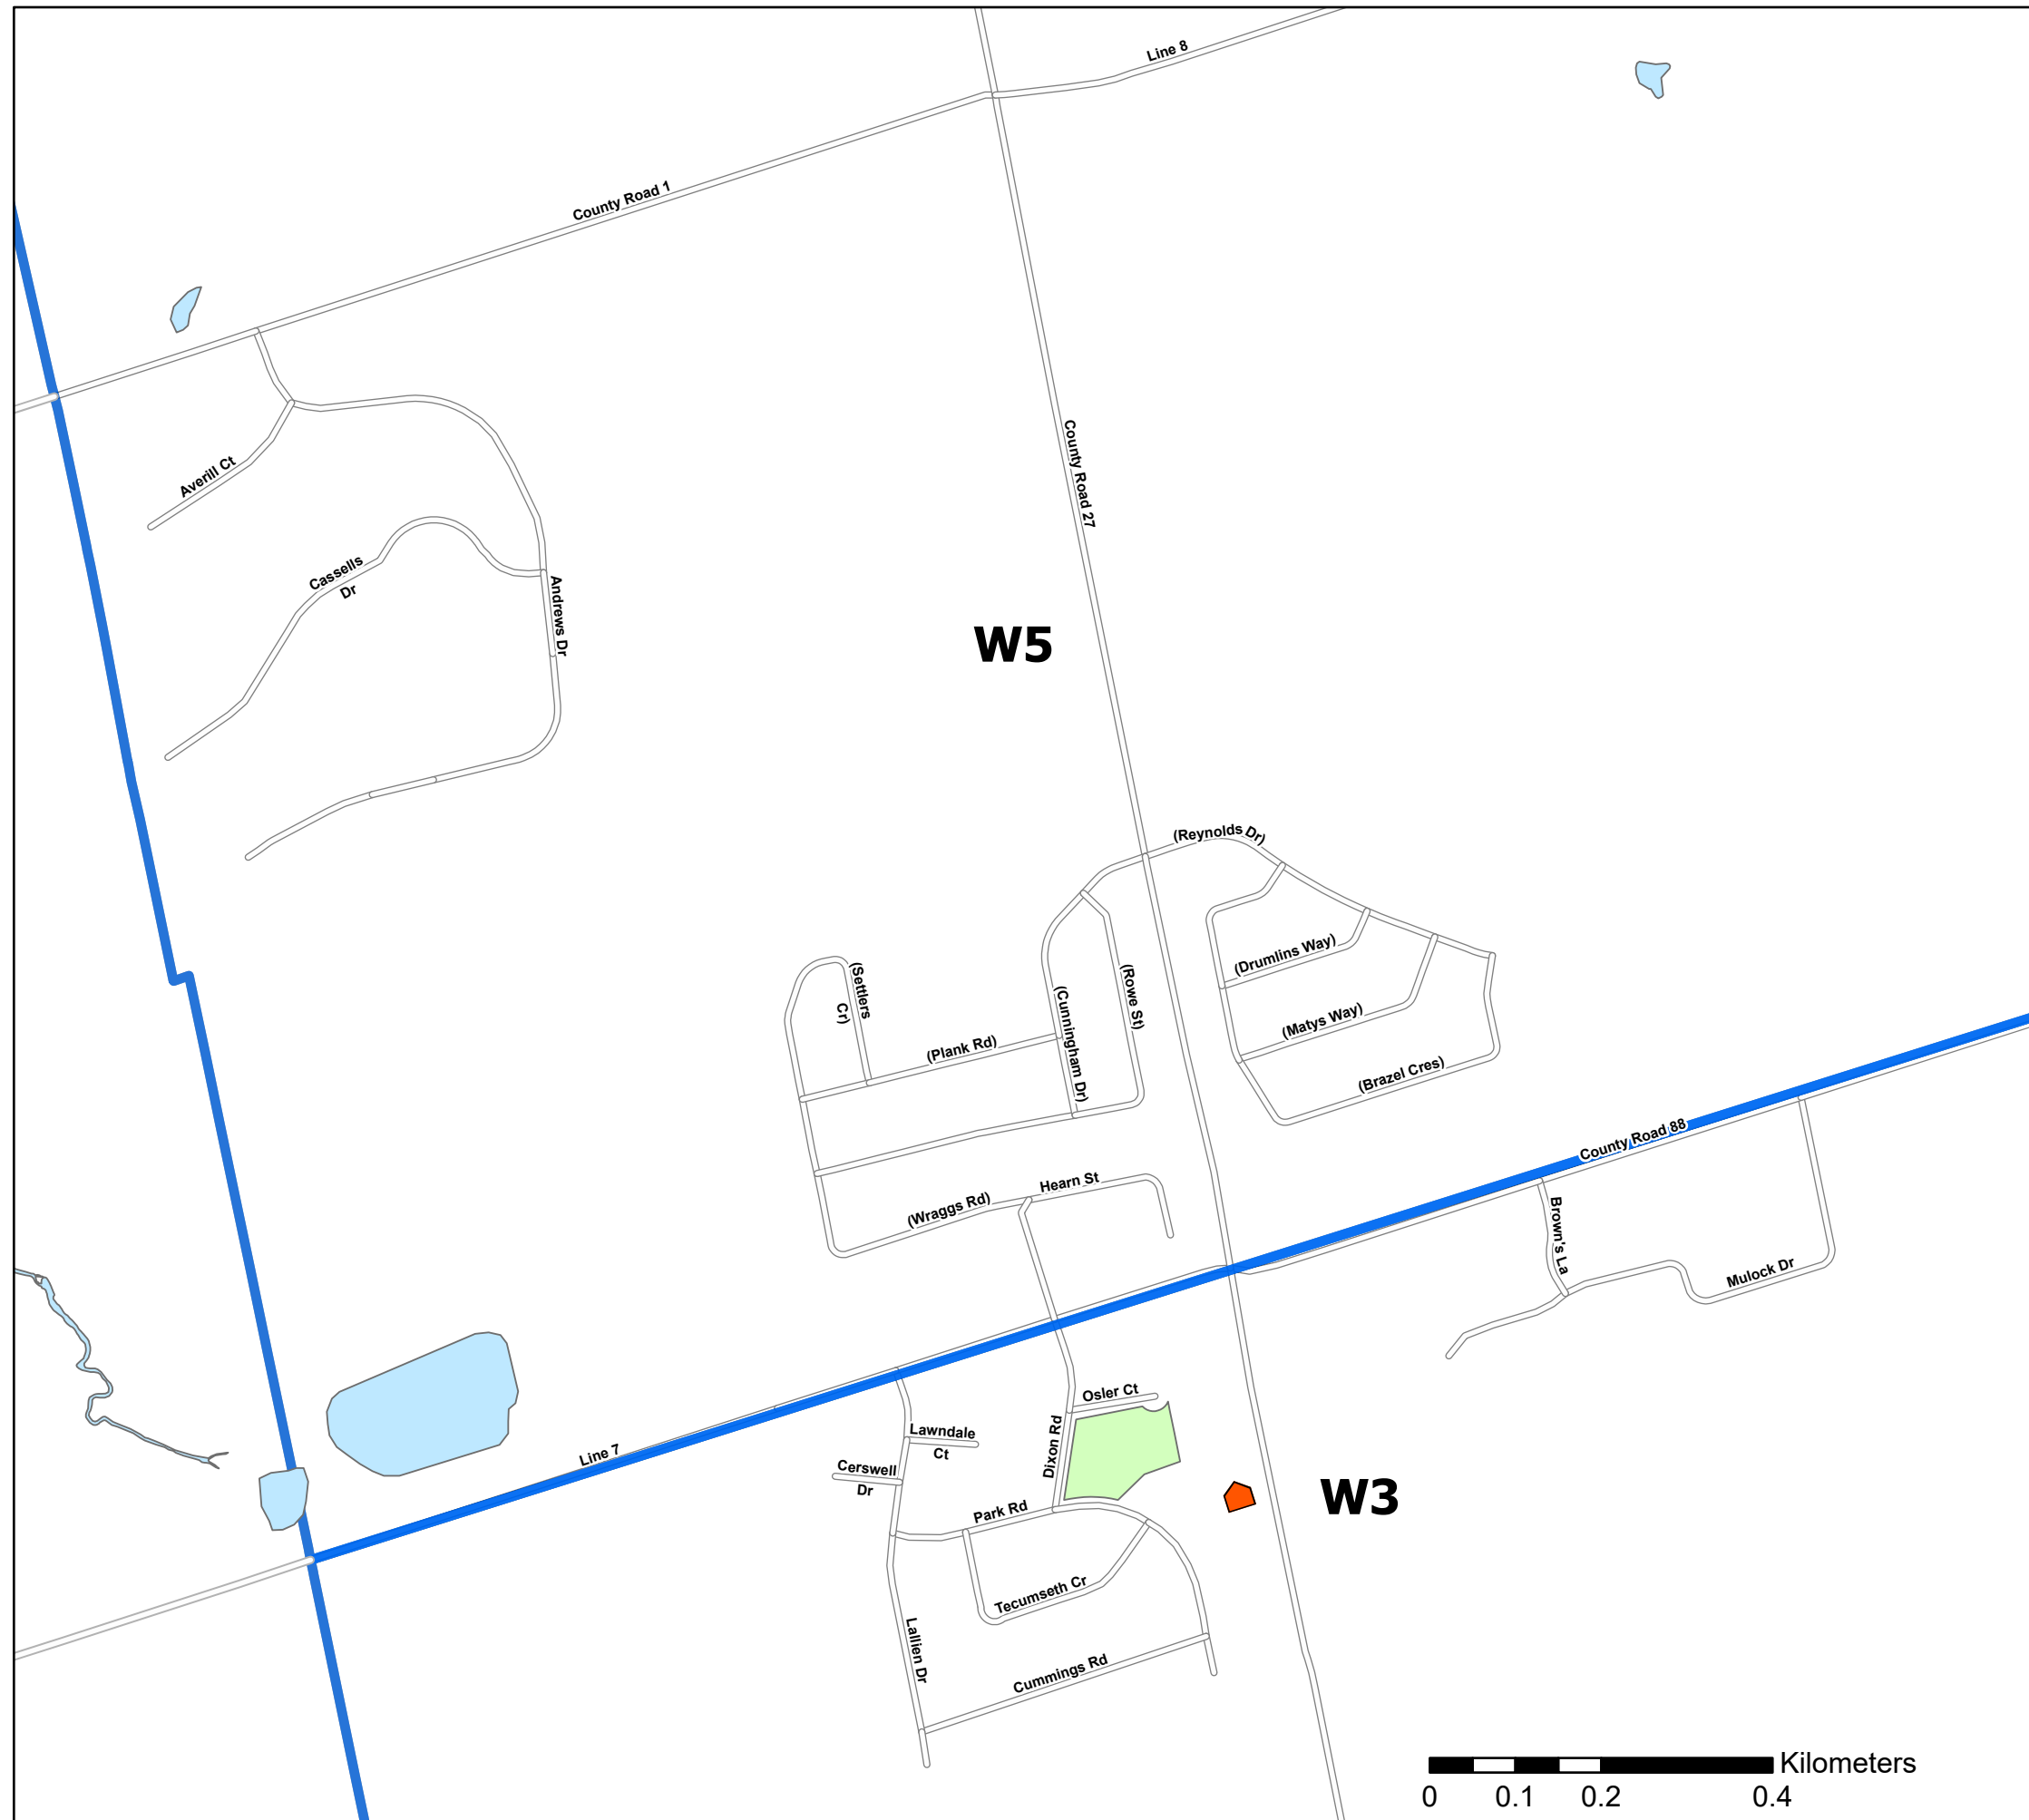 Line 8
County Road 1
County Road 27
Averill Ct
Cassells
Dr
Andrews Dr
W5
(Reynolds Dr)
(Drumlins Way)
(Settlers
Cr)
(Rowe St)
(Cunningham Dr)
(Matys Way)
(Plank Rd)
(Brazel Cres)
County Road 88
Hearn St
(Wraggs Rd)
Brown's La
Mulock Dr
Osler Ct
Lawndale
Ct
Dixon Rd
Line 7
Cerswell
Dr
W3
Park Rd
Tecumseth Cr
Lallien Dr
Cummings Rd
Kilometers
0 0.1 0.2 0.4